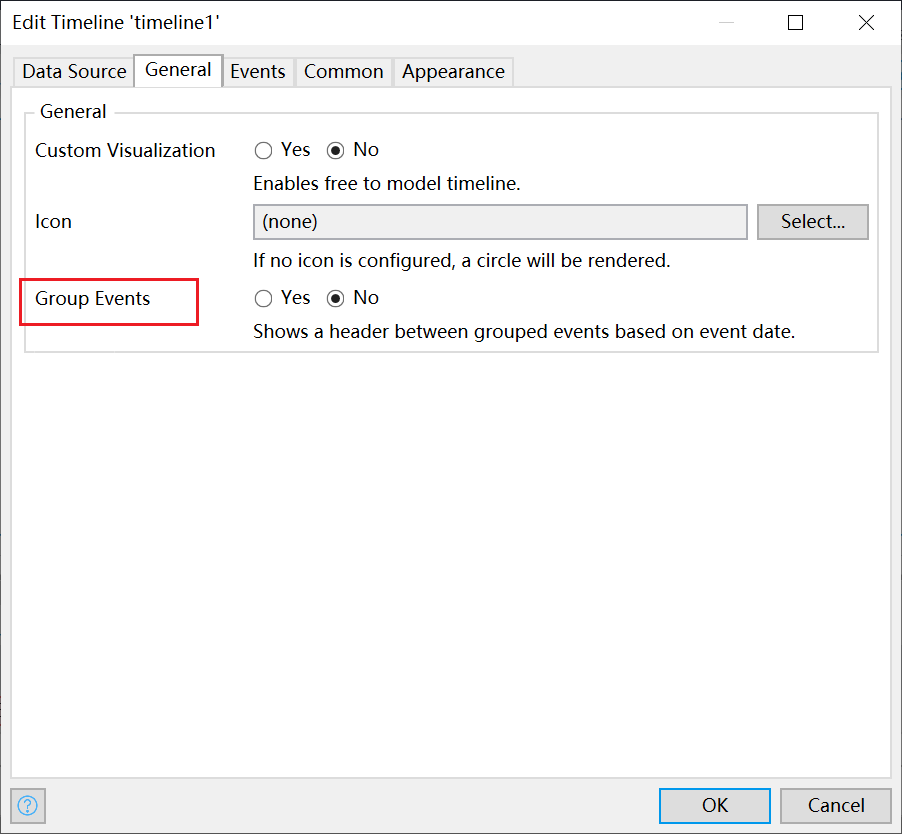 Edit Timeline 'timeline1'
Data Source General Events Common Appearance
General
Custom Visualization Yes No
Enables free to model timeline.
Icon (none) Select...
If no icon is configured, a circle will be rendered.
Group Events Yes No
Shows a header between grouped events based on event date.
? OK Cancel